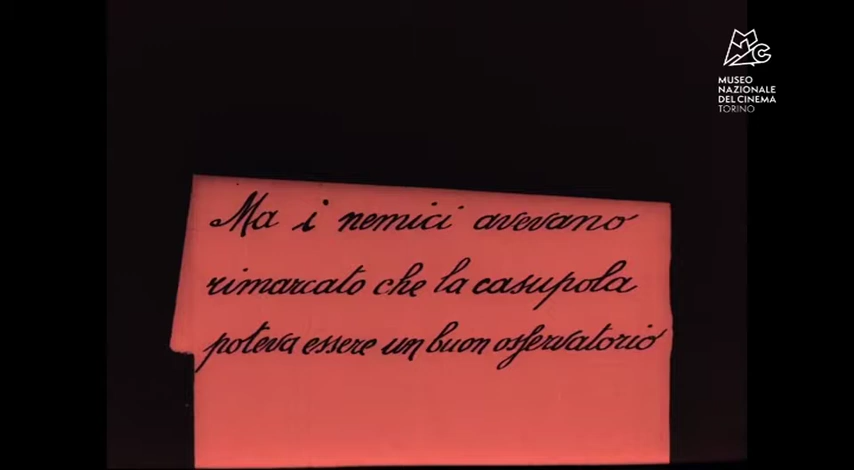 MUSEO
NAZIONALE
DEL CINEMA
TORINO
Ma i nemici avevano
rimarcato che la casupola
poteva essere un buon osservatorio